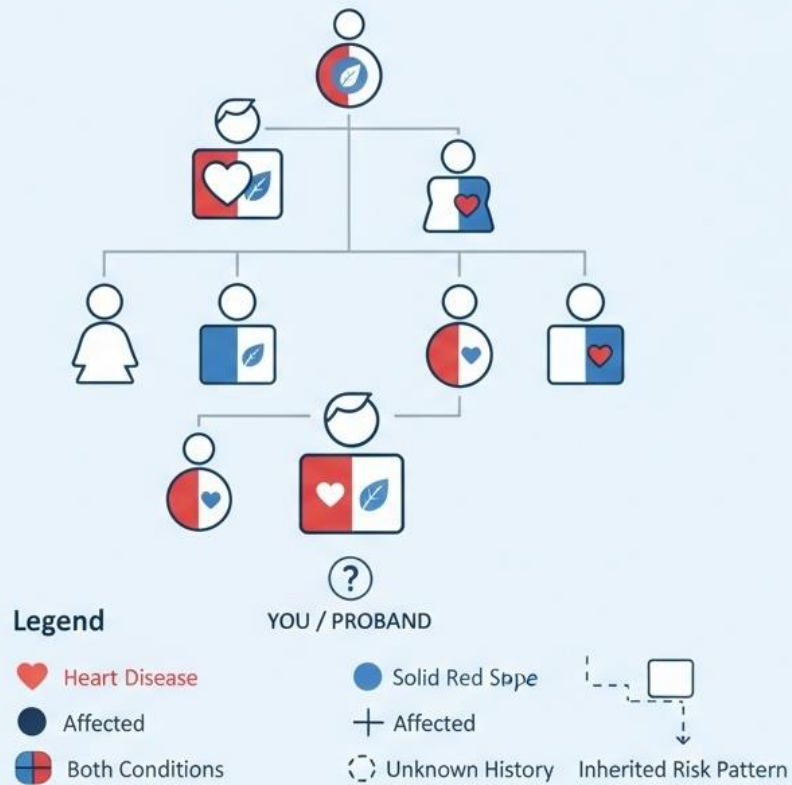 ?
YOU / PROBAND
Legend
Heart Disease
Solid Red Sppe
Affected
Affected
Both Conditions
Unknown History
Inherited Risk Pattern